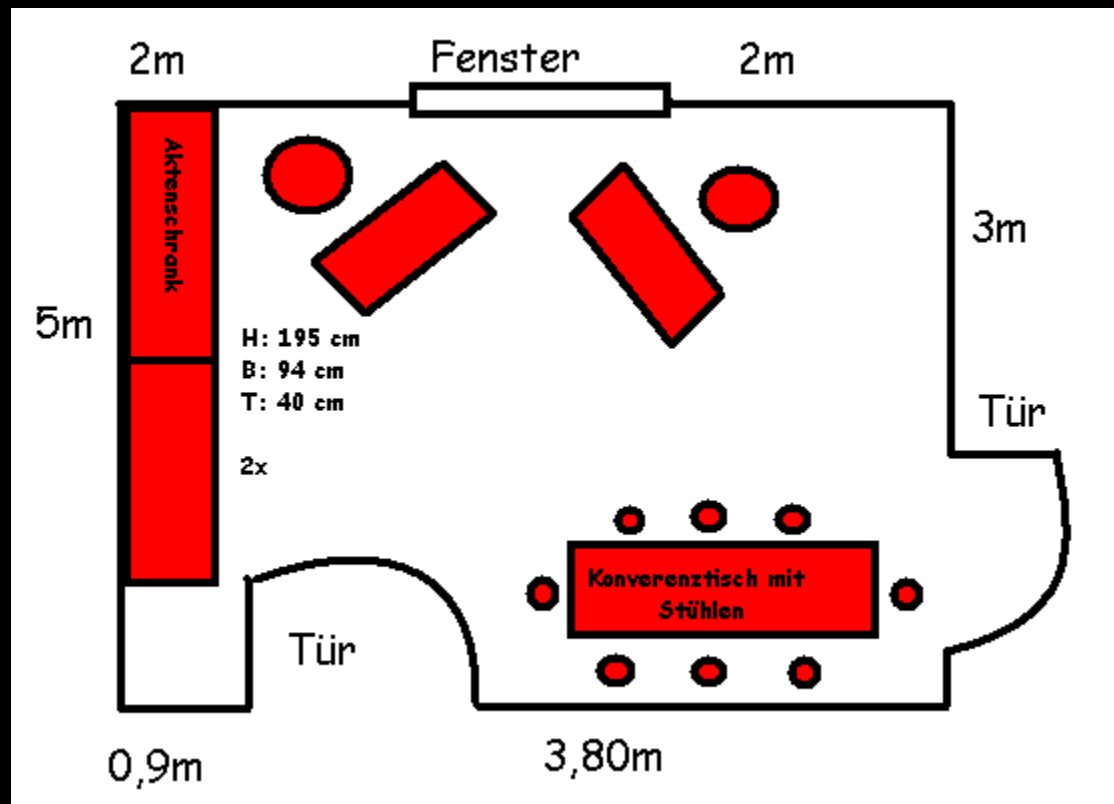 2m
Fenster
2m
Aktenschrank
3m
5m
H: 195 cm
B: 94 cm
T: 40 cm
Tür
2x
Konverenztisch mit
Stühlen
Tür
0,9m
3,80m